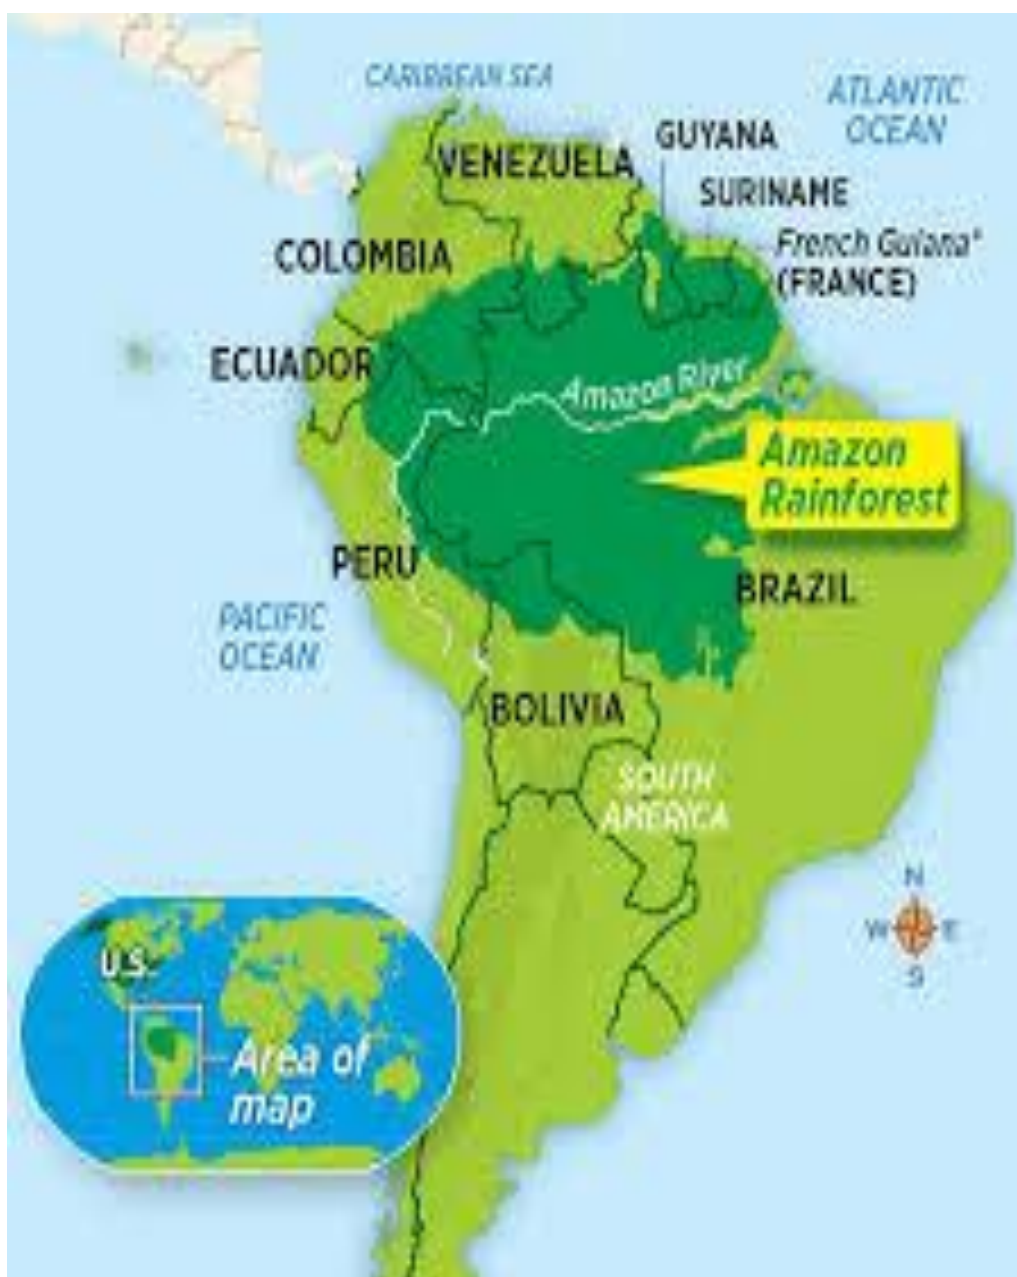 CARIBBEAN SEA
ATLANTIC
OCEAN
GUYANA
VENEZUELA
SURINAME
French Guiana*
(FRANCE)
COLOMBIA
ECUADOR
Amazon River
Amazon
Rainforest
PERU
BRAZIL
PACIFIC
OCEAN
BOLIVIA
SOUTH
AMERICA
N
W E
S
U.S.
Area of
map